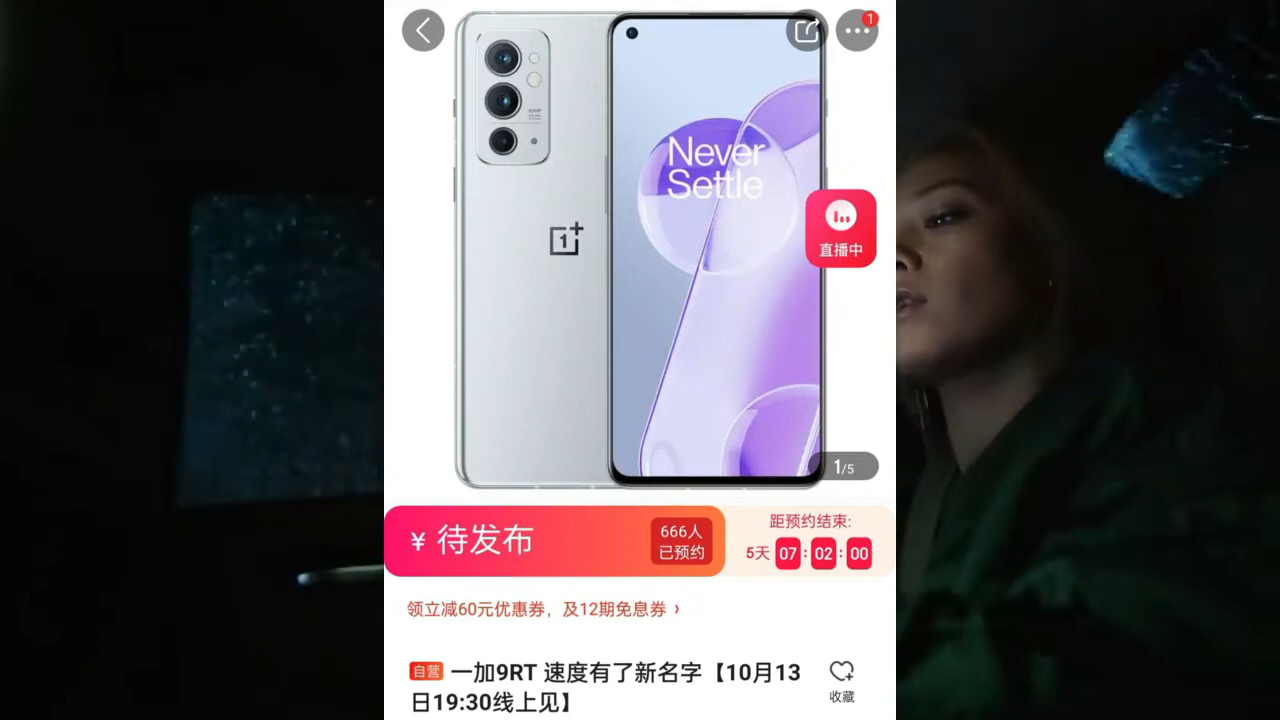 1
Never
Settle
直播中
1/5
¥ 待发布
666人
已预约
距预约结束:
5天 07 : 02 : 00
领立减60元优惠券，及12期免息券 ›
自营 一加9RT 速度有了新名字【10月13
日19:30线上见】
收藏